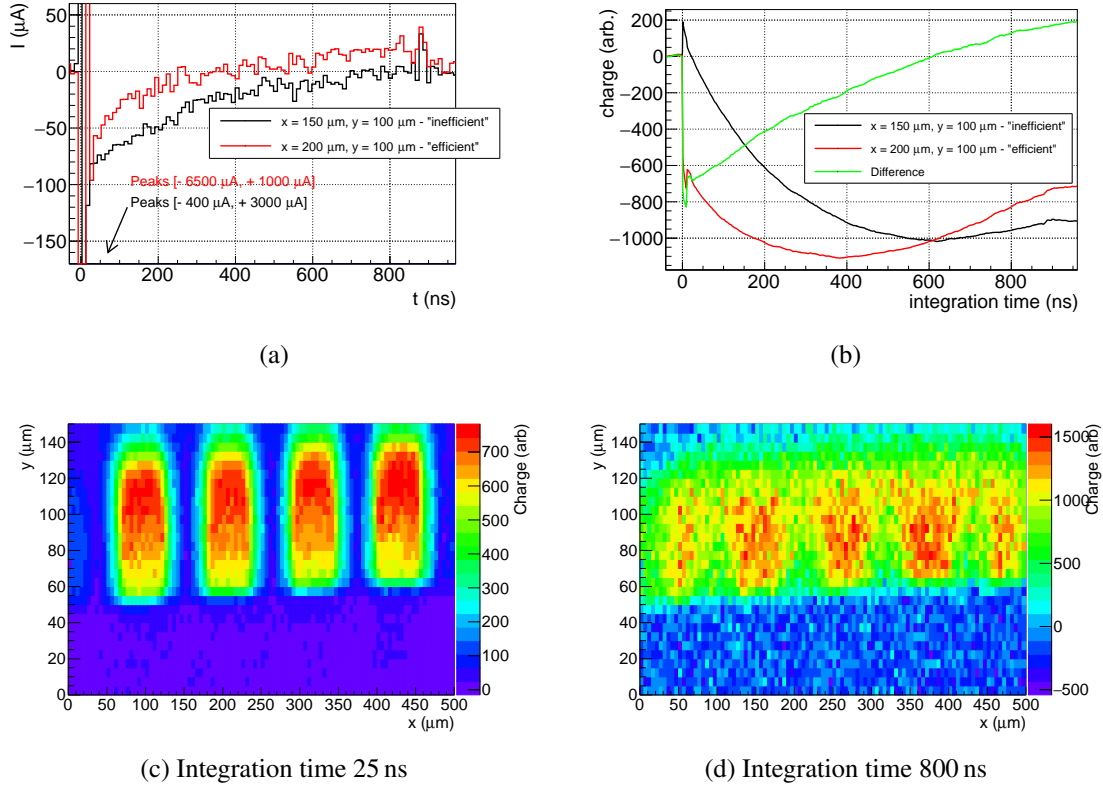 I (μA)
50
0
−50
−100
−150
x = 150 μm, y = 100 μm - "inefficient"
x = 200 μm, y = 100 μm - "efficient"
Peaks [- 6500 μA, + 1000 μA]
Peaks [- 400 μA, + 3000 μA]
0 200 400 600 800
t (ns)
(a)
charge (arb.)
200
0
−200
−400
−600
−800
−1000
x = 150 μm, y = 100 μm - "inefficient"
x = 200 μm, y = 100 μm - "efficient"
Difference
0 200 400 600 800
integration time (ns)
(b)
y (μm)
140
120
100
80
60
40
20
0
0 50 100 150 200 250 300 350 400 450 500
x (μm)
Charge (arb)
700
600
500
400
300
200
100
0
(c) Integration time 25 ns
y (μm)
140
120
100
80
60
40
20
0
0 50 100 150 200 250 300 350 400 450 500
x (μm)
Charge (arb)
1500
1000
500
0
−500
(d) Integration time 800 ns